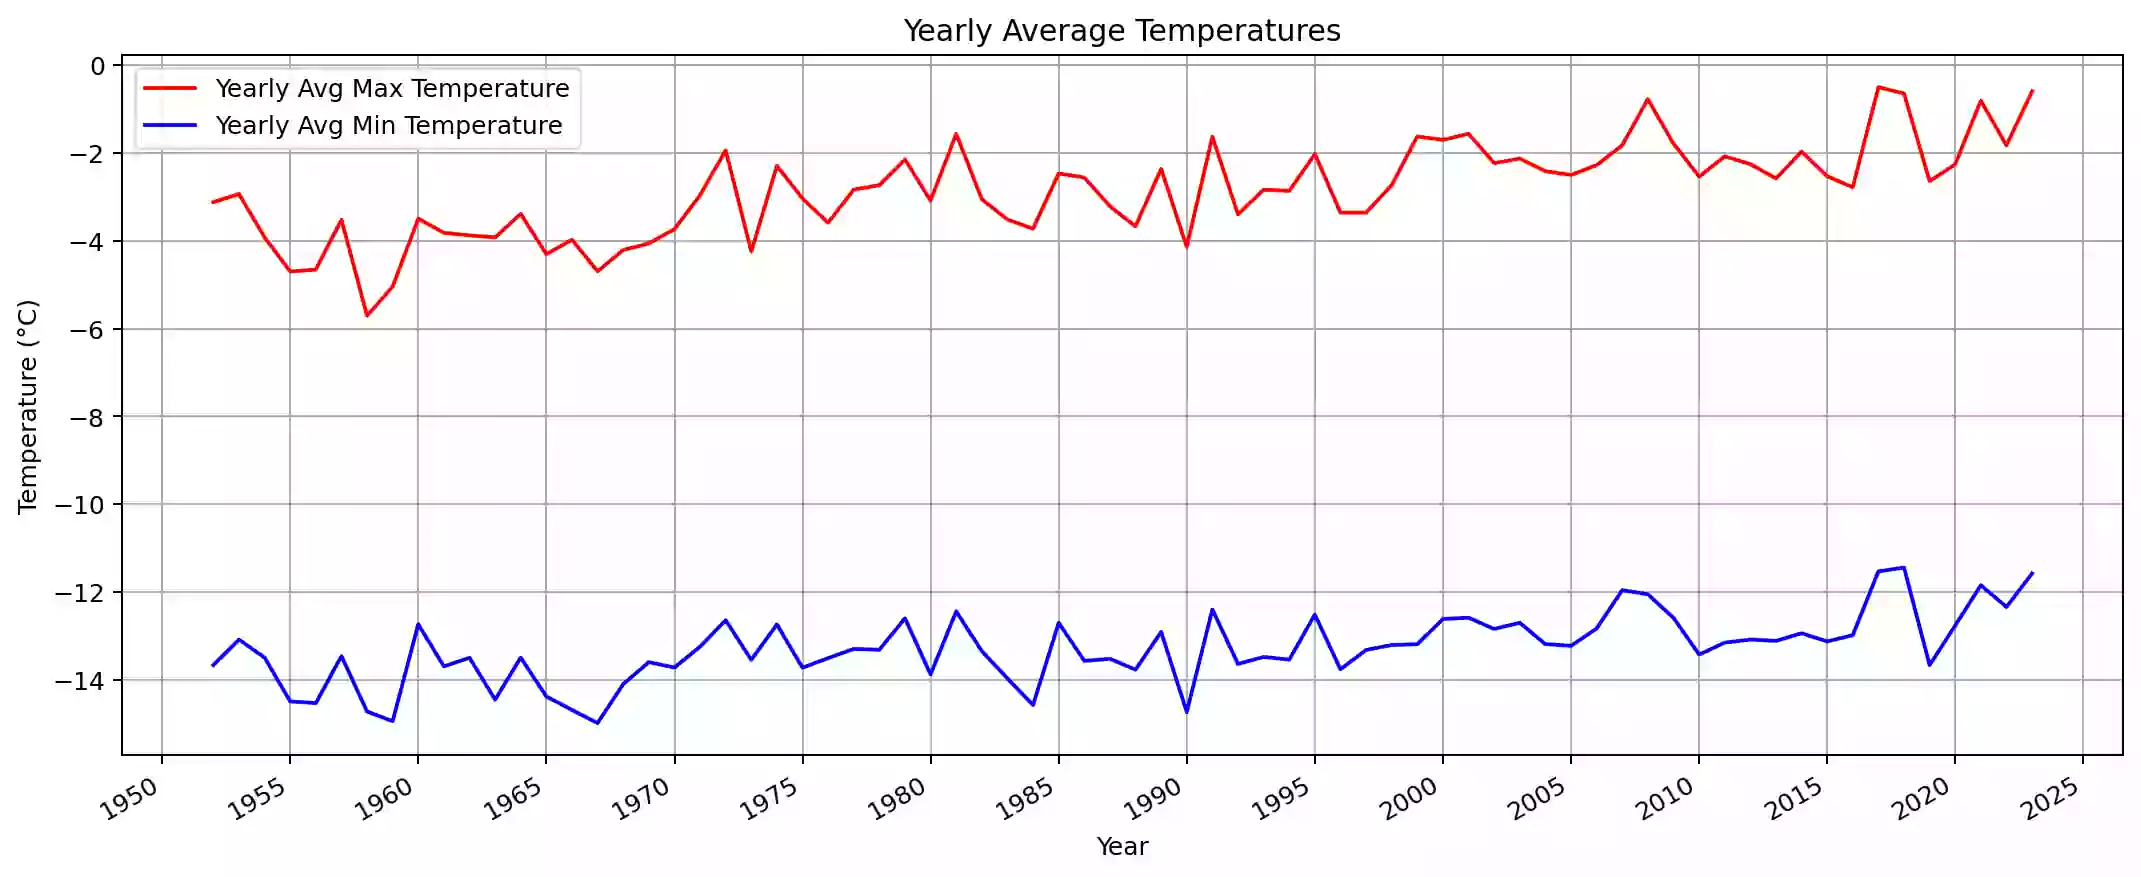 Yearly Average Temperatures
Yearly Avg Max Temperature
Yearly Avg Min Temperature
Temperature (°C)
0
−2
−4
−6
−8
−10
−12
−14
1950 1955 1960 1965 1970 1975 1980 1985 1990 1995 2000 2005 2010 2015 2020 2025
Year